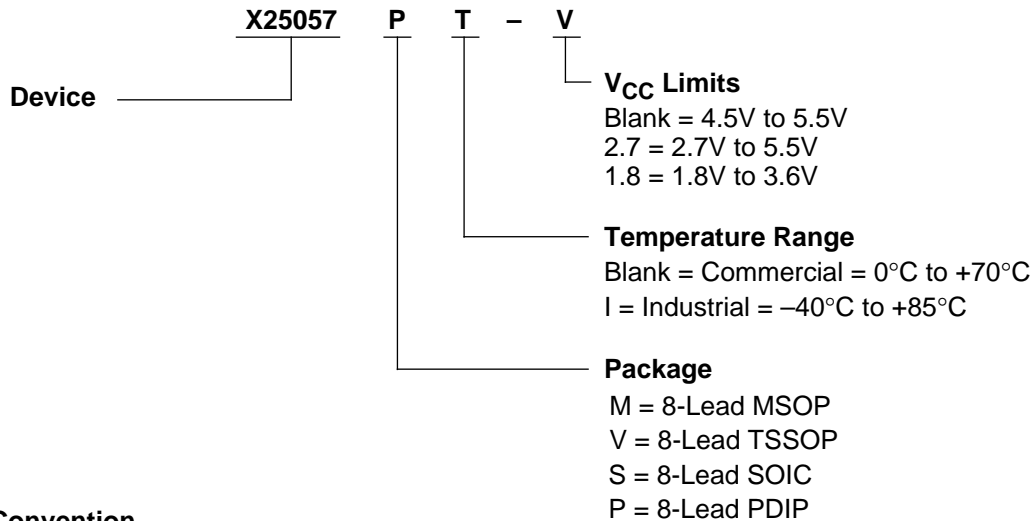 X25057 P T – V
Device
VCC Limits
Blank = 4.5V to 5.5V
2.7 = 2.7V to 5.5V
1.8 = 1.8V to 3.6V
Temperature Range
Blank = Commercial = 0°C to +70°C
I = Industrial = –40°C to +85°C
Package
M = 8-Lead MSOP
V = 8-Lead TSSOP
S = 8-Lead SOIC
P = 8-Lead PDIP
Convention